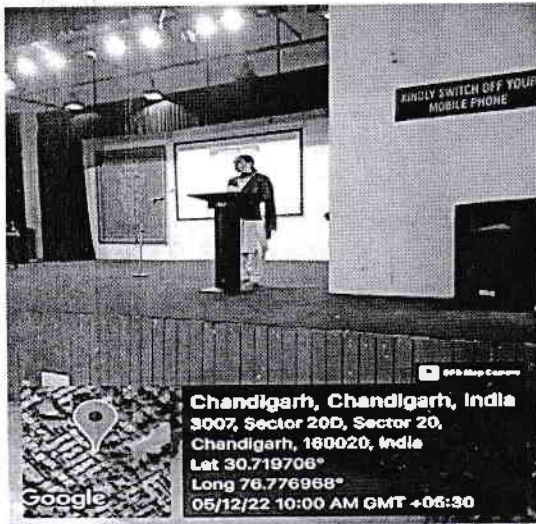 KINDLY SWITCH OFF YOUR
MOBILE PHONE
GPS Map Camera
Chandigarh, Chandigarh, India
3007, Sector 20D, Sector 20,
Chandigarh, 160020, India
Lat 30.719706°
Long 76.776968°
05/12/22 10:00 AM GMT +05:30
Google